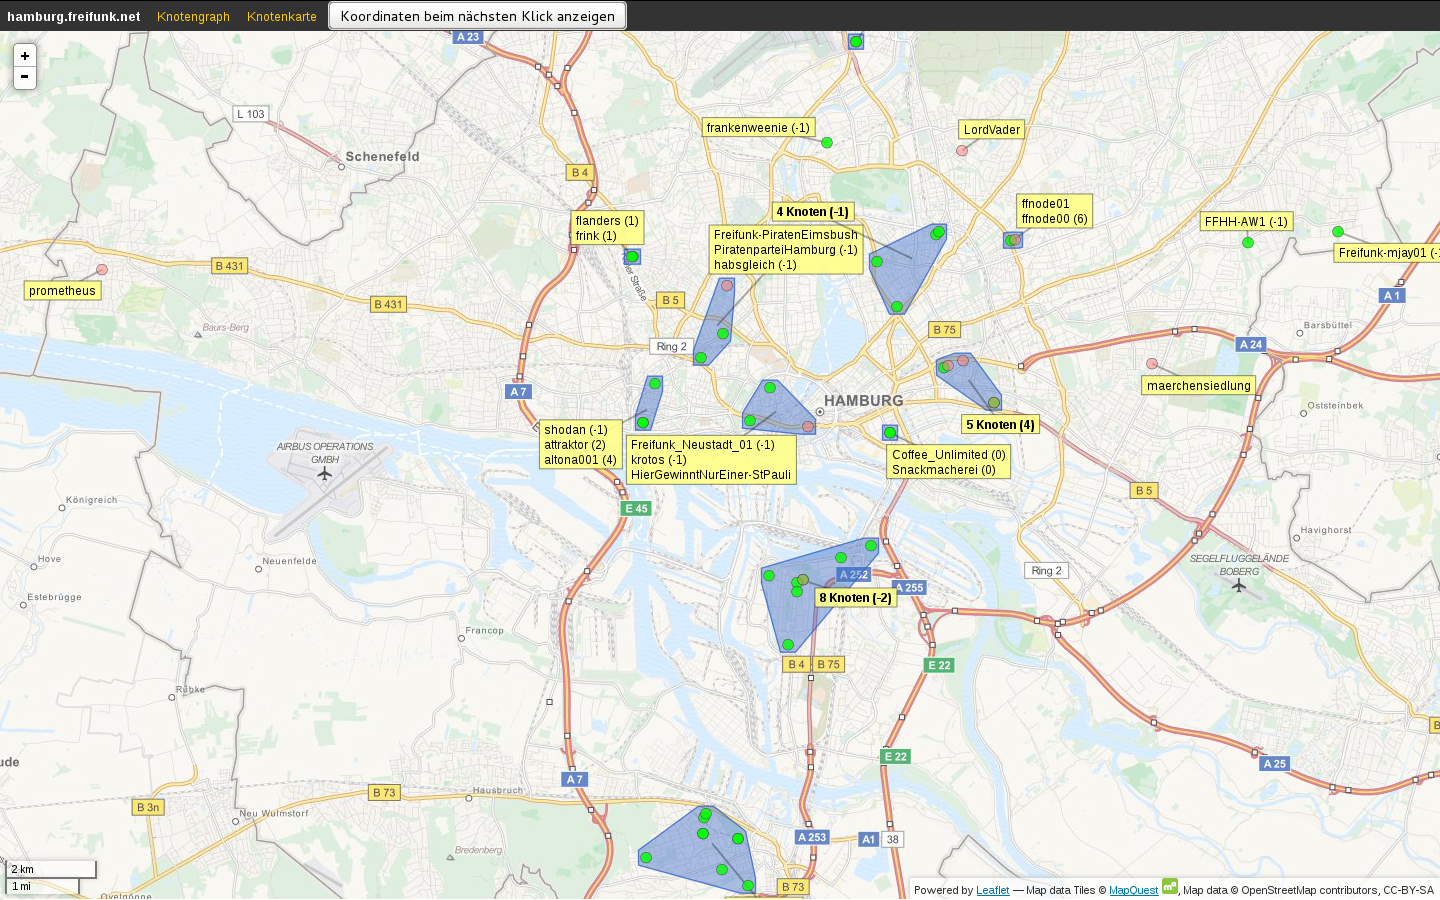 hamburg.freifunk.net Knotengraph Knotenkarte Koordinaten beim nächsten Klick anzeigen
+
-
A 23
L 103
Schenefeld
B 4
frankenweenie (-1)
LordVader
flanders (1)
frink (1)
4 Knoten (-1)
Freifunk-PiratenEimsbush
PiratenparteiHamburg (-1)
habsgleich (-1)
ffnode01
ffnode00 (6)
FFHH-AW1 (-1)
Freifunk-mjay01 (-
B 431
prometheus
B 431
B 5
Baurs-Berg
Ring 2
B 75
A 1
Barsbüttel
A 24
maerchensiedlung
A 7
HAMBURG
Oststeinbek
5 Knoten (4)
shodan (-1)
attraktor (2)
altona001 (4)
Freifunk_Neustadt_01 (-1)
krotos (-1)
HierGewinntNurEiner-StPauli
Coffee_Unlimited (0)
Snackmacherei (0)
AIRBUS OPERATIONS
GMBH
Königreich
E 45
B 5
Havighorst
Hove
Neuenfelde
SEGELFLUGGELÄNDE
BOBERG
Ring 2
A 252
A 255
8 Knoten (-2)
Estebrügge
Francop
B 4
B 75
E 22
Rübke
E 22
ude
A 7
A 25
B 3n
B 73
Hausbruch
Neu Wulmstorf
Bredenberg
A 253
A1
38
B 73
2 km
1 mi
Powered by Leaflet — Map data Tiles © MapQuest , Map data © OpenStreetMap contributors, CC-BY-SA